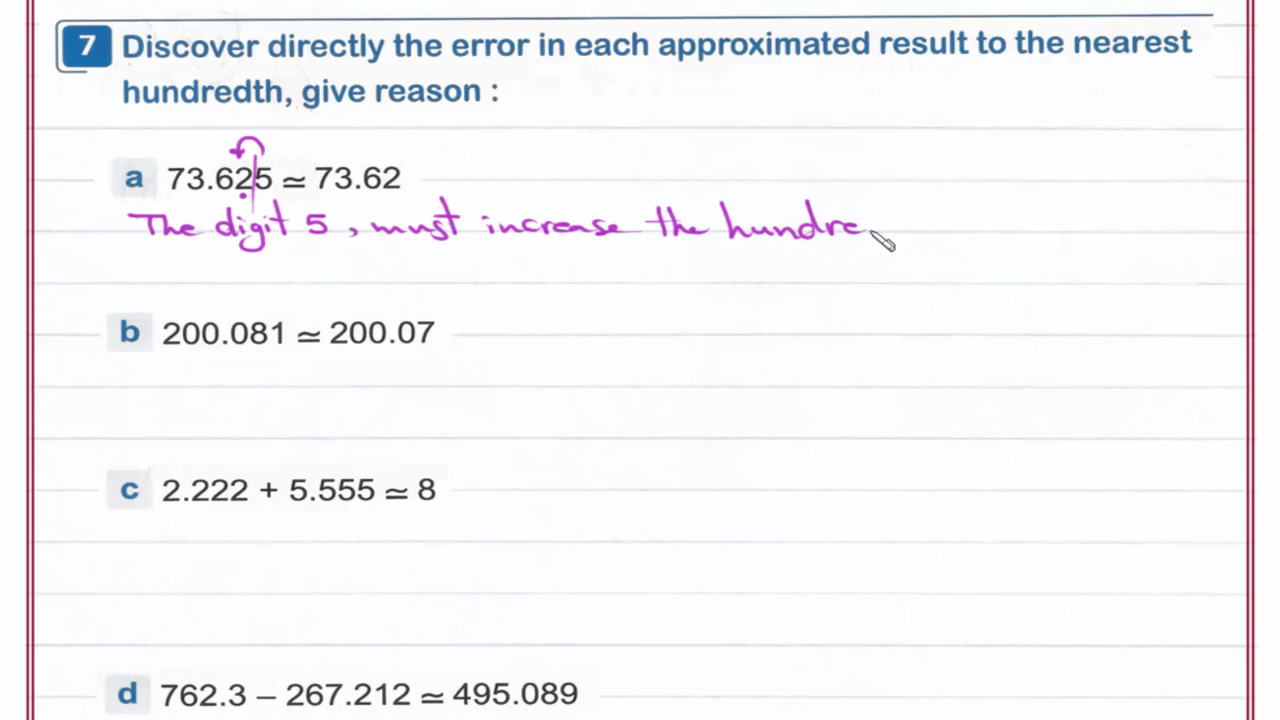 7 Discover directly the error in each approximated result to the nearest
hundredth, give reason :
a 73.625 ≃ 73.62
The digit 5 , must increase the hundre
b 200.081 ≃ 200.07
c 2.222 + 5.555 ≃ 8
d 762.3 – 267.212 ≃ 495.089